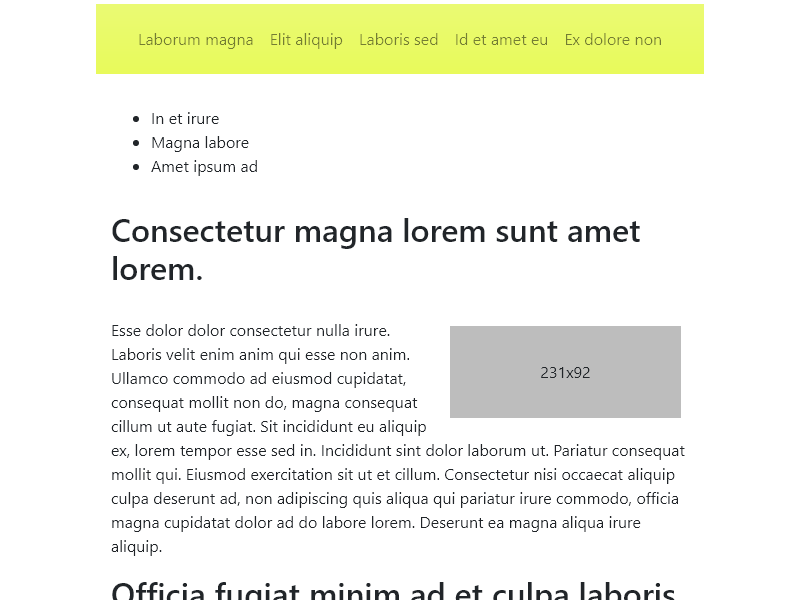 Laborum magna Elit aliquip Laboris sed Id et amet eu Ex dolore non
In et irure
Magna labore
Amet ipsum ad
Consectetur magna lorem sunt amet
lorem.
Esse dolor dolor consectetur nulla irure.
Laboris velit enim anim qui esse non anim.
Ullamco commodo ad eiusmod cupidatat,
consequat mollit non do, magna consequat
cillum ut aute fugiat. Sit incididunt eu aliquip
231x92
ex, lorem tempor esse sed in. Incididunt sint dolor laborum ut. Pariatur consequat
mollit qui. Eiusmod exercitation sit ut et cillum. Consectetur nisi occaecat aliquip
culpa deserunt ad, non adipiscing quis aliqua qui pariatur irure commodo, officia
magna cupidatat dolor ad do labore lorem. Deserunt ea magna aliqua irure
aliquip.
Officia fugiat minim ad et culpa laboris